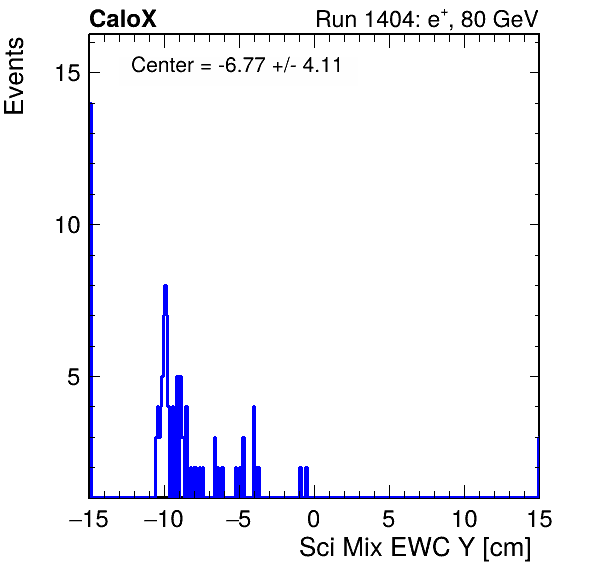 CaloX Run 1404: e⁺, 80 GeV
Events
Center = -6.77 +/- 4.11
15
10
5
−15 −10 −5 0 5 10 15
Sci Mix EWC Y [cm]